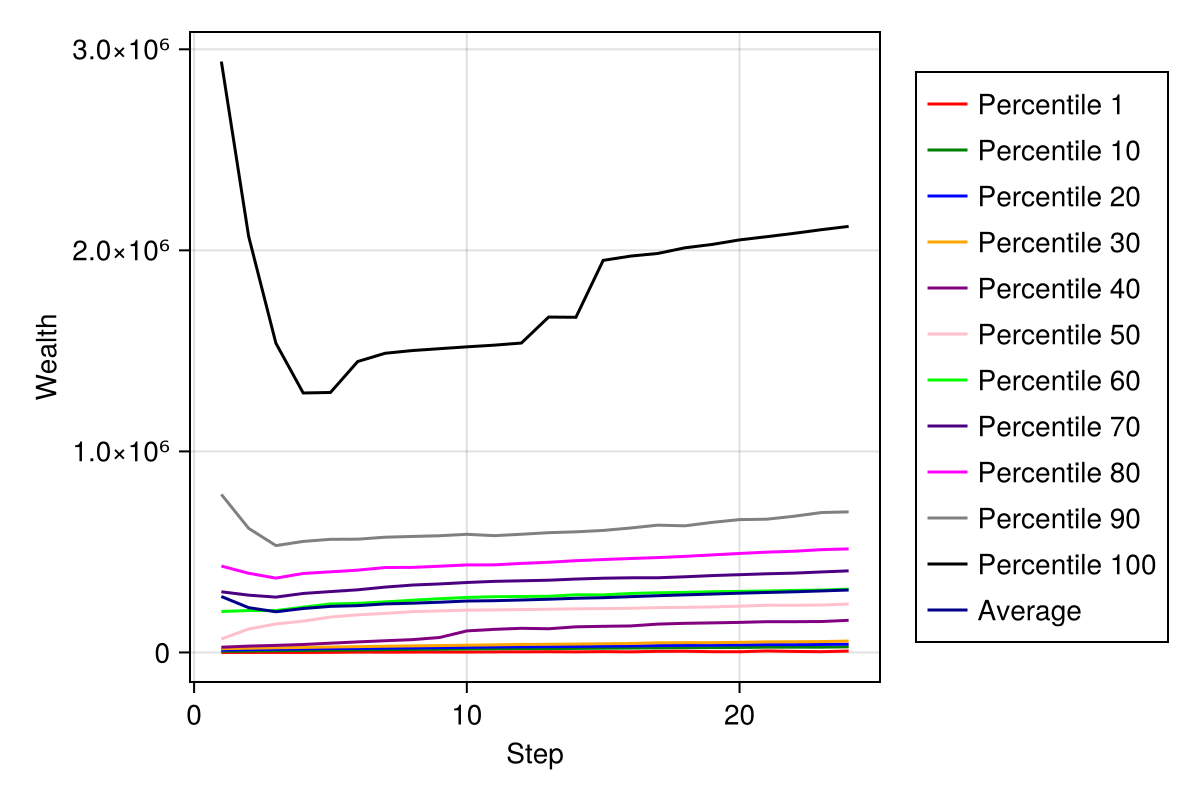 3.0×10⁶
2.0×10⁶
1.0×10⁶
0
Wealth
0
10
20
Step
Percentile 1
Percentile 10
Percentile 20
Percentile 30
Percentile 40
Percentile 50
Percentile 60
Percentile 70
Percentile 80
Percentile 90
Percentile 100
Average